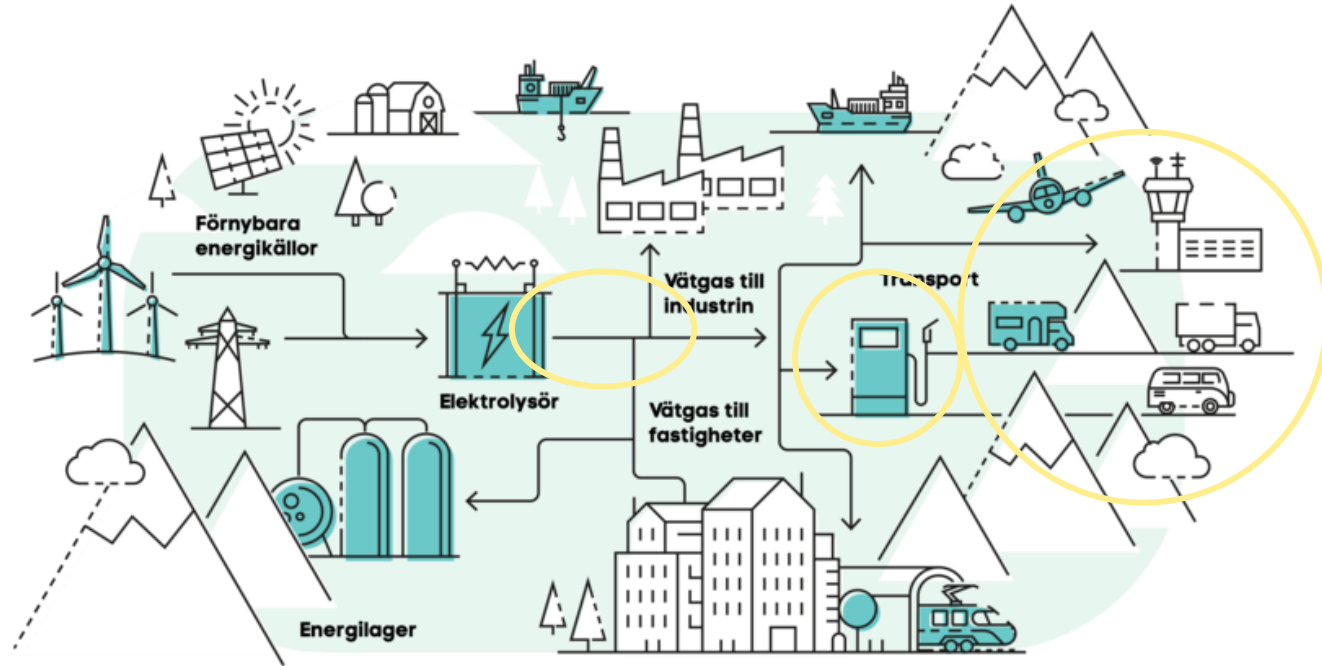 Förnybara
energikällor
Elektrolysör
Vätgas till
industrin
Transport
Vätgas till
fastigheter
Energilager